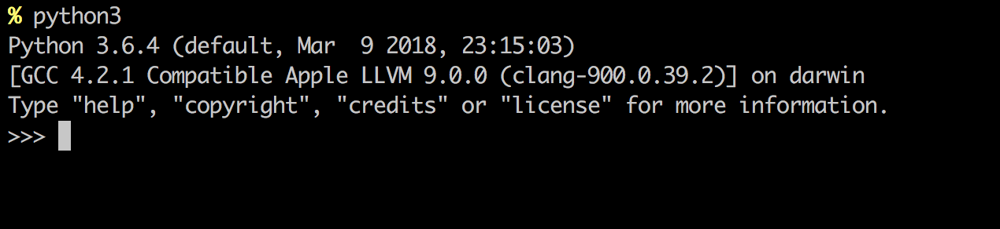 % python3
Python 3.6.4 (default, Mar  9 2018, 23:15:03)
[GCC 4.2.1 Compatible Apple LLVM 9.0.0 (clang-900.0.39.2)] on darwin
Type "help", "copyright", "credits" or "license" for more information.
>>>